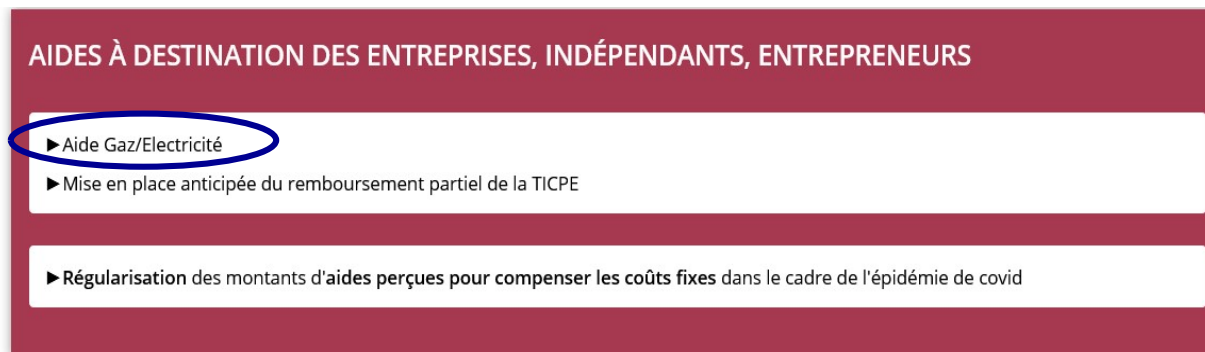 AIDES À DESTINATION DES ENTREPRISES, INDÉPENDANTS, ENTREPRENEURS
►Aide Gaz/Electricité
►Mise en place anticipée du remboursement partiel de la TICPE
►Régularisation des montants d'aides perçues pour compenser les coûts fixes dans le cadre de l'épidémie de covid